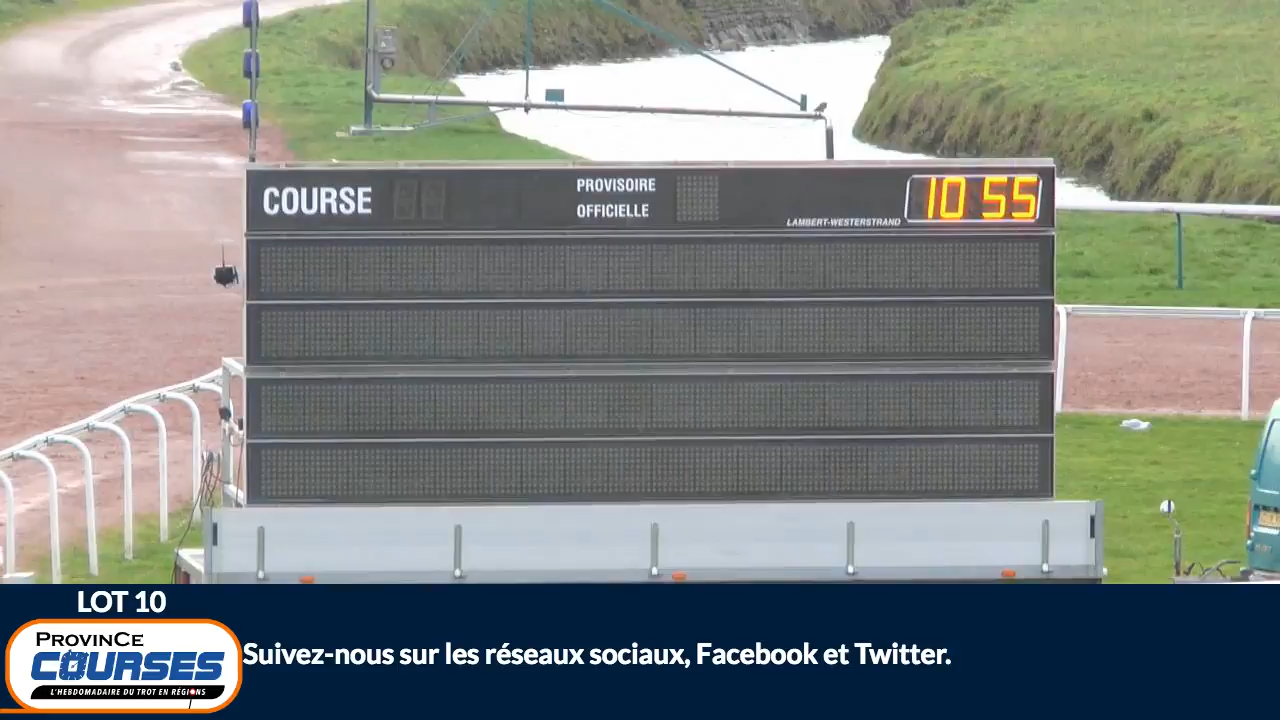 COURSE
PROVISOIRE
OFFICIELLE
LAMBERT-WESTERSTRAND
10 55
LOT 10
PROVINCE
COURSES
L'HEBDOMADAIRE DU TROT EN RÉGIONS
Suivez-nous sur les réseaux sociaux, Facebook et Twitter.